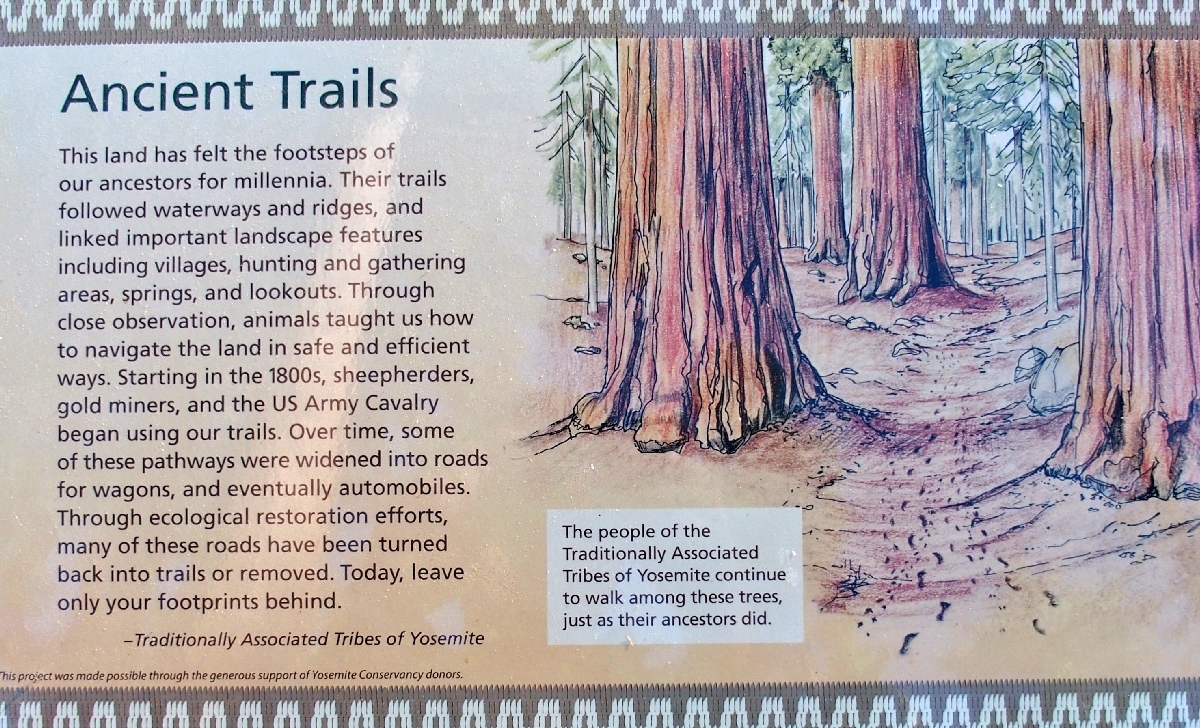 Ancient Trails
This land has felt the footsteps of
our ancestors for millennia. Their trails
followed waterways and ridges, and
linked important landscape features
including villages, hunting and gathering
areas, springs, and lookouts. Through
close observation, animals taught us how
to navigate the land in safe and efficient
ways. Starting in the 1800s, sheepherders,
gold miners, and the US Army Cavalry
began using our trails. Over time, some
of these pathways were widened into roads
for wagons, and eventually automobiles.
Through ecological restoration efforts,
many of these roads have been turned
back into trails or removed. Today, leave
only your footprints behind.
–Traditionally Associated Tribes of Yosemite
This project was made possible through the generous support of Yosemite Conservancy donors.
The people of the
Traditionally Associated
Tribes of Yosemite continue
to walk among these trees,
just as their ancestors did.